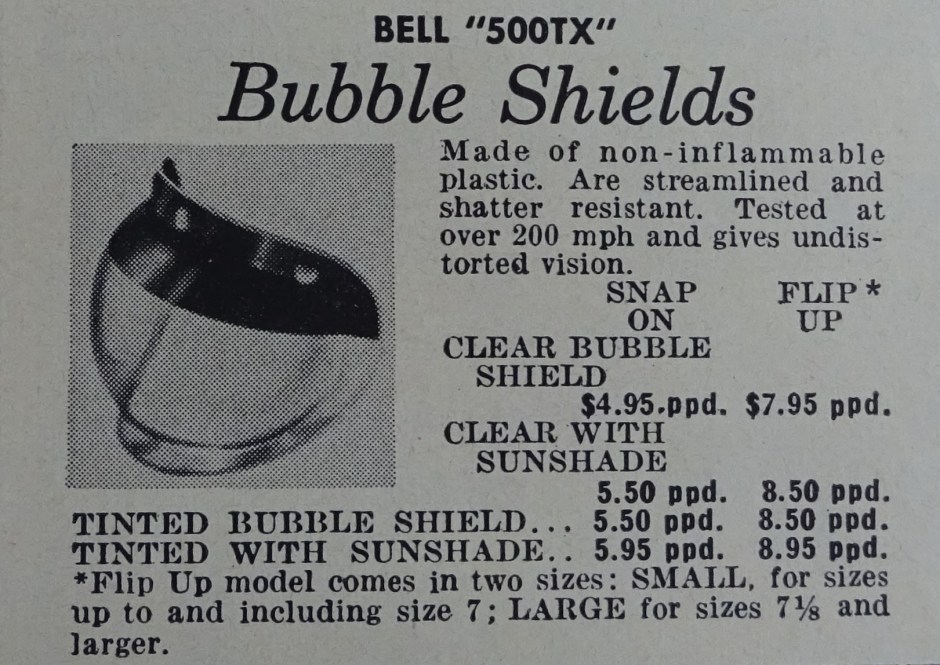 BELL "500TX"
Bubble Shields
Made of non-inflammable
plastic. Are streamlined and
shatter resistant. Tested at
over 200 mph and gives undis-
torted vision.
SNAP FLIP*
ON UP
CLEAR BUBBLE
SHIELD
$4.95.ppd. $7.95 ppd.
CLEAR WITH
SUNSHADE
5.50 ppd. 8.50 ppd.
TINTED BUBBLE SHIELD... 5.50 ppd. 8.50 ppd.
TINTED WITH SUNSHADE.. 5.95 ppd. 8.95 ppd.
*Flip Up model comes in two sizes: SMALL, for sizes
up to and including size 7; LARGE for sizes 7⅛ and
larger.